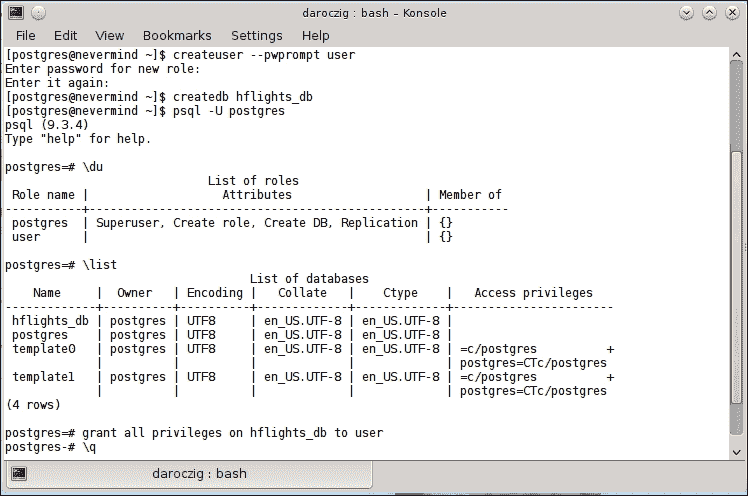 daroczig : bash – Konsole
File Edit View Bookmarks Settings Help
[postgres@nevermind ~]$ createuser --pwprompt user
Enter password for new role:
Enter it again:
[postgres@nevermind ~]$ createdb hflights_db
[postgres@nevermind ~]$ psql -U postgres
psql (9.3.4)
Type "help" for help.

postgres=# \du
                             List of roles
 Role name |                   Attributes                   | Member of
-----------+------------------------------------------------+-----------
 postgres  | Superuser, Create role, Create DB, Replication | {}
 user      |                                                | {}

postgres=# \list
                                   List of databases
    Name     |  Owner   | Encoding |   Collate   |    Ctype    |   Access privileges
-------------+----------+----------+-------------+-------------+-----------------------
 hflights_db | postgres | UTF8     | en_US.UTF-8 | en_US.UTF-8 |
 postgres    | postgres | UTF8     | en_US.UTF-8 | en_US.UTF-8 |
 template0   | postgres | UTF8     | en_US.UTF-8 | en_US.UTF-8 | =c/postgres          +
             |          |          |             |             | postgres=CTc/postgres
 template1   | postgres | UTF8     | en_US.UTF-8 | en_US.UTF-8 | =c/postgres          +
             |          |          |             |             | postgres=CTc/postgres
(4 rows)

postgres=# grant all privileges on hflights_db to user
postgres-# \q
daroczig : bash